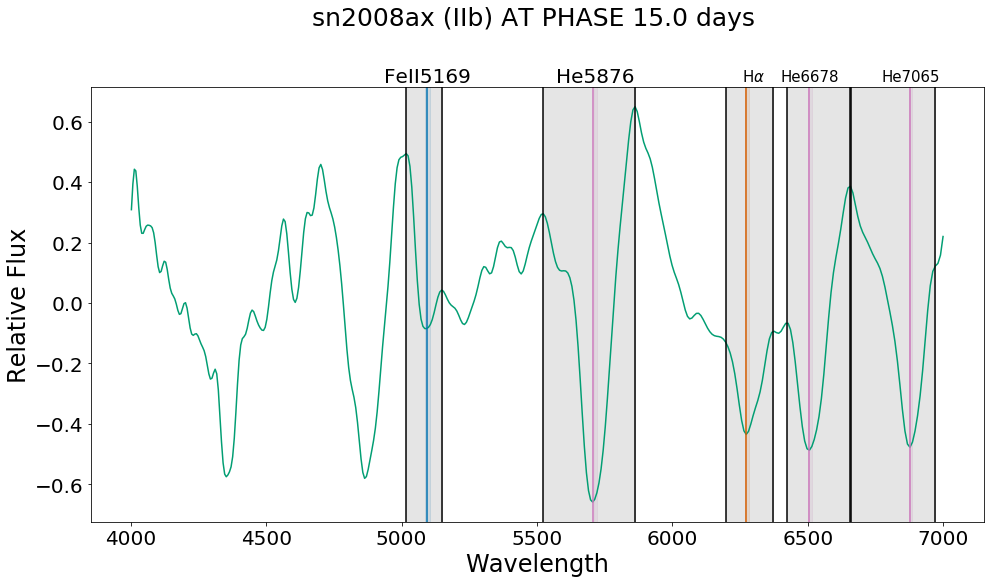 sn2008ax (IIb) AT PHASE 15.0 days
FeII5169 He5876 Hα He6678 He7065
0.6
0.4
0.2
0.0
−0.2
−0.4
−0.6
Relative Flux
4000 4500 5000 5500 6000 6500 7000
Wavelength